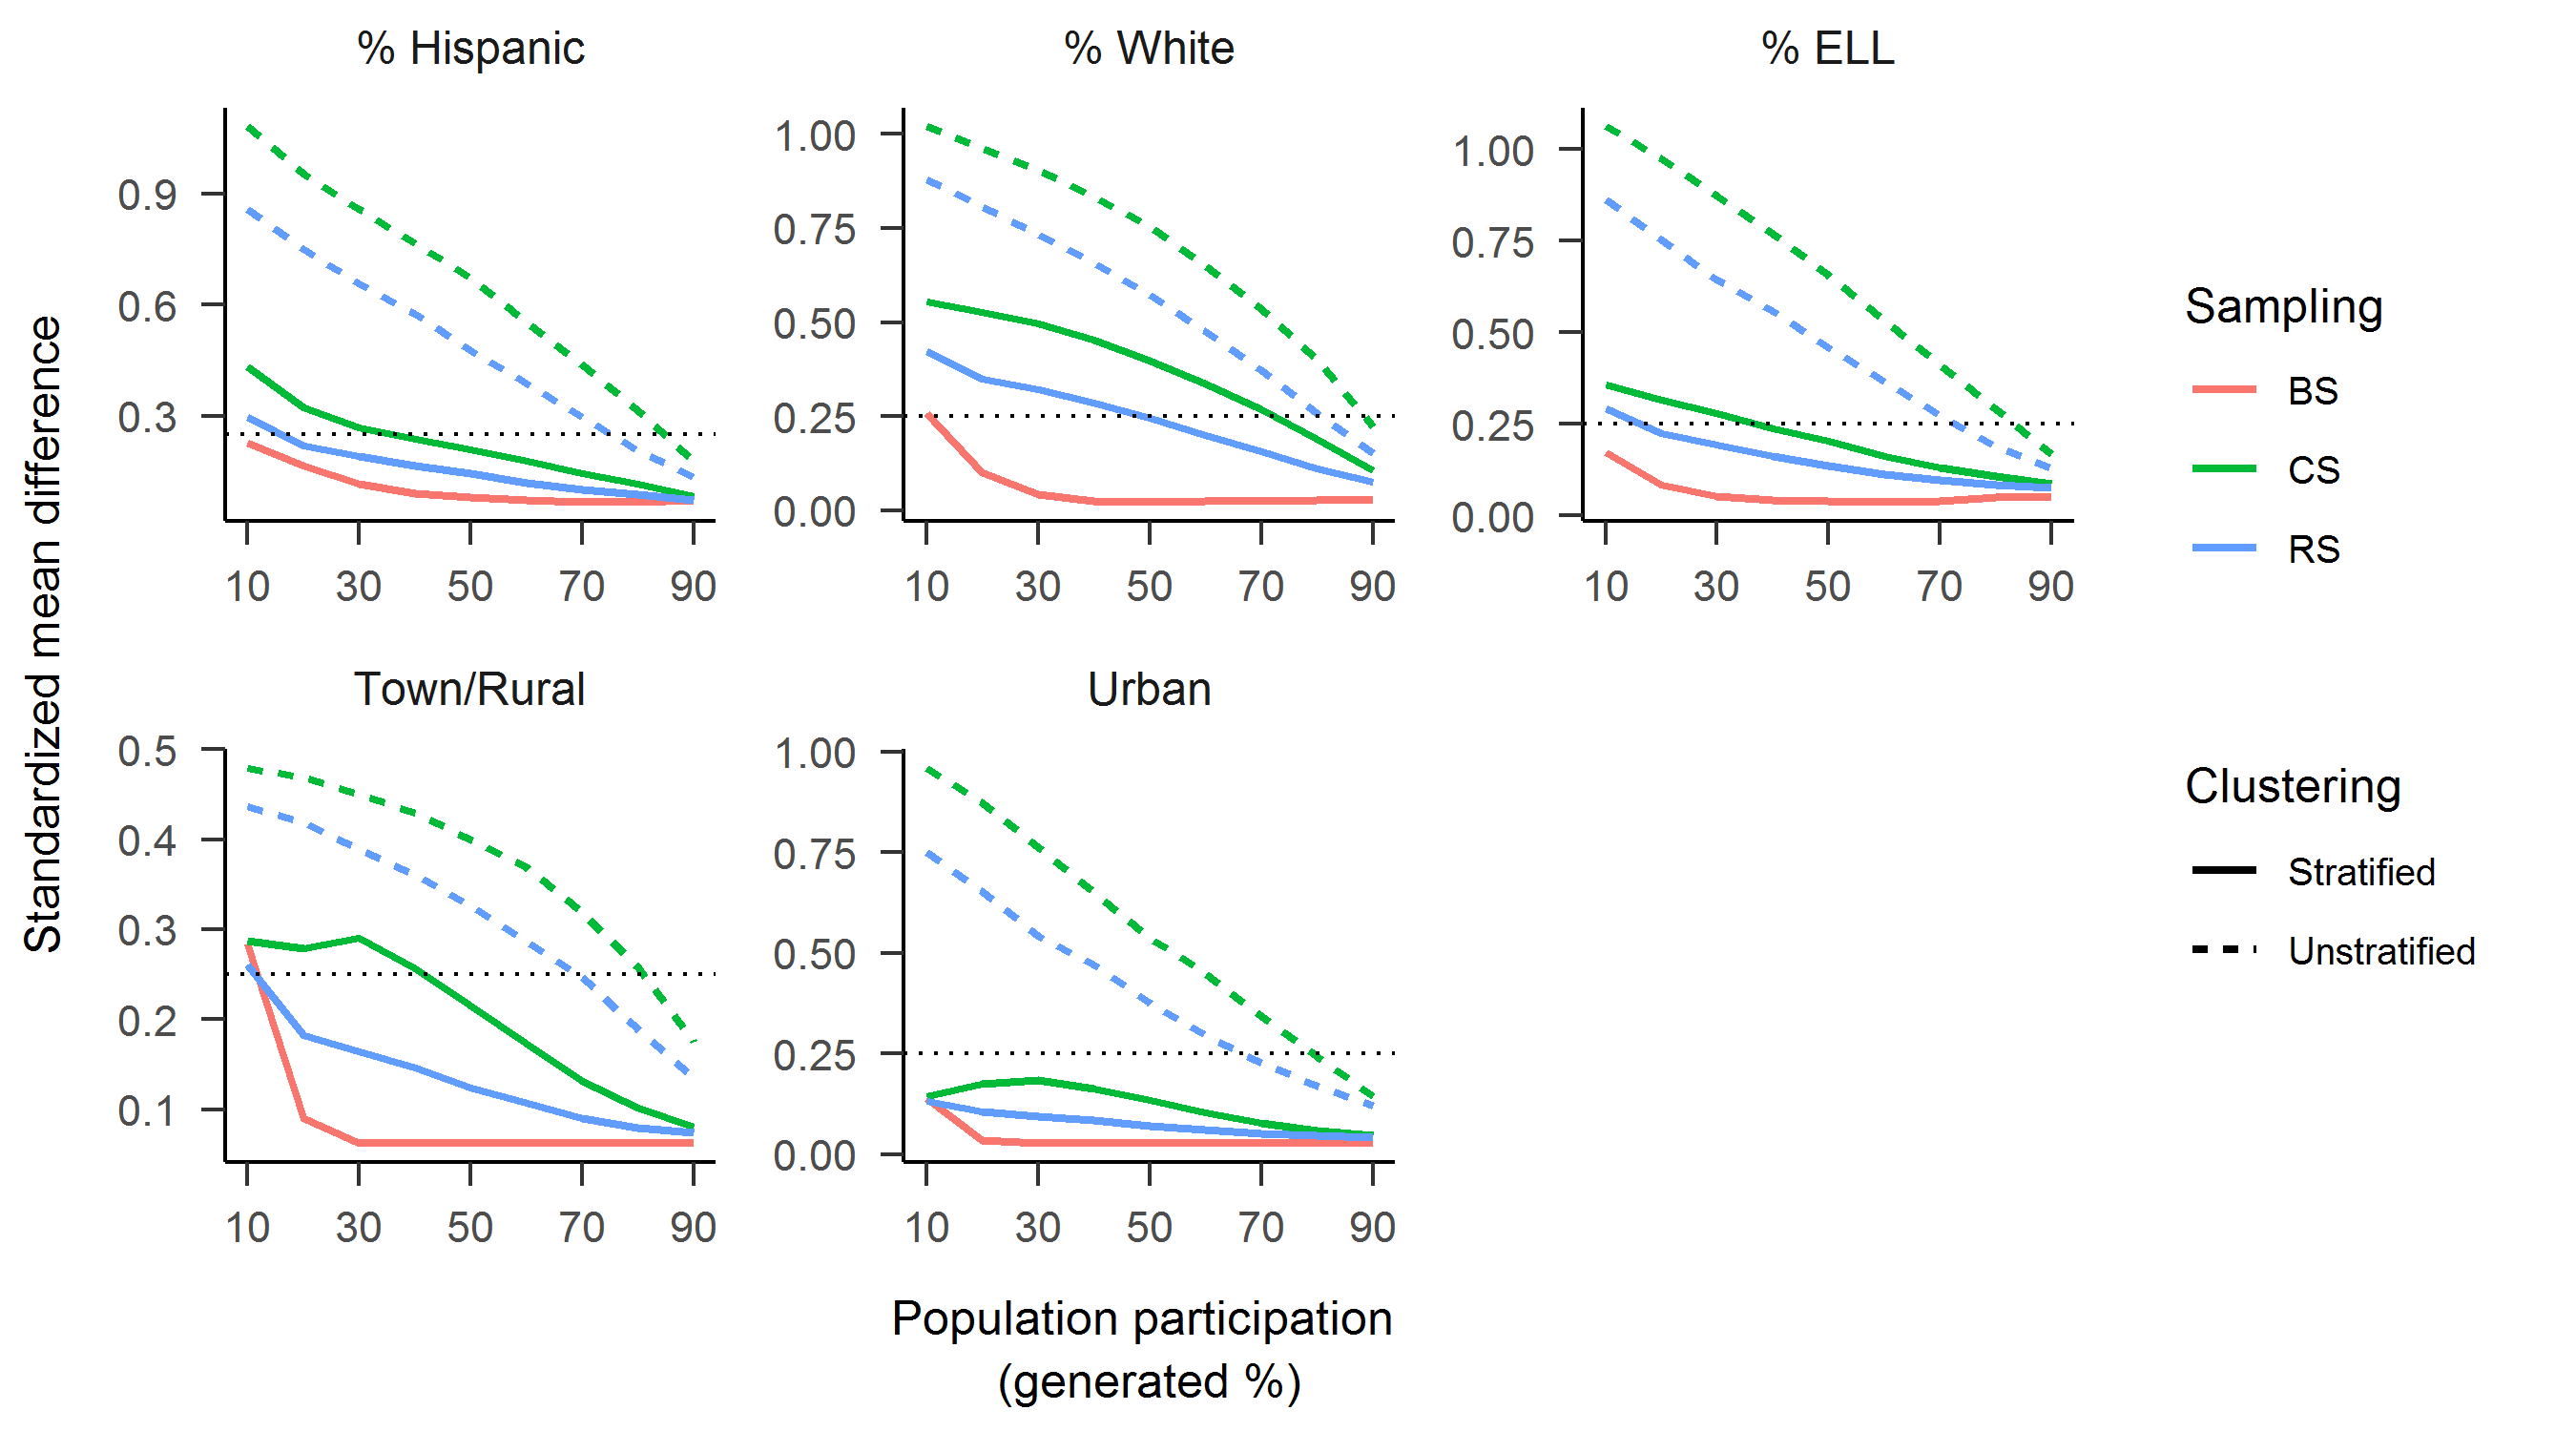 % Hispanic
% White
% ELL
0.9
0.6
0.3
1.00
0.75
0.50
0.25
0.00
1.00
0.75
0.50
0.25
0.00
10 30 50 70 90
10 30 50 70 90
10 30 50 70 90
Standardized mean difference
Town/Rural
Urban
0.5
0.4
0.3
0.2
0.1
1.00
0.75
0.50
0.25
0.00
10 30 50 70 90
10 30 50 70 90
Population participation
(generated %)
Sampling
BS
CS
RS
Clustering
Stratified
Unstratified